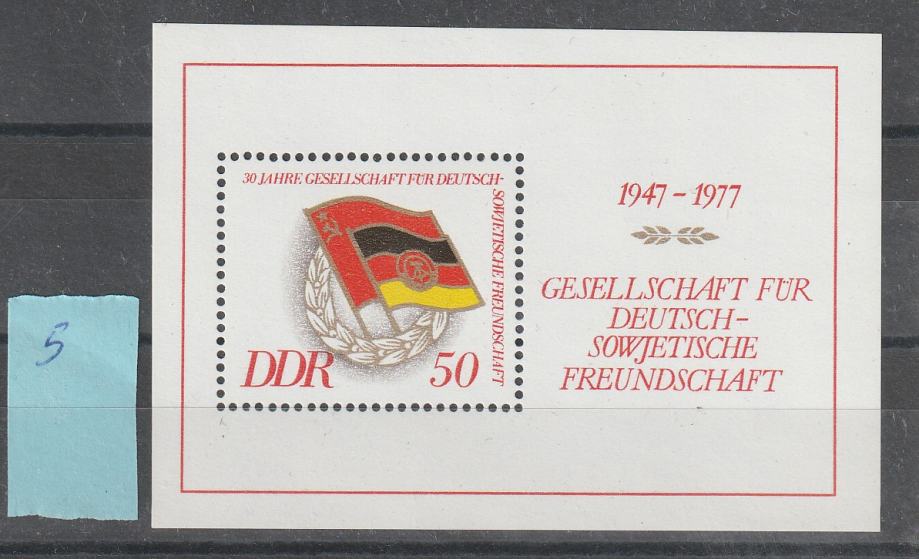 30 JAHRE GESELLSCHAFT FÜR DEUTSCH-
SOWJETISCHE FREUNDSCHAFT
DDR 50
1947 – 1977
GESELLSCHAFT FÜR
DEUTSCH-
SOWJETISCHE
FREUNDSCHAFT
5